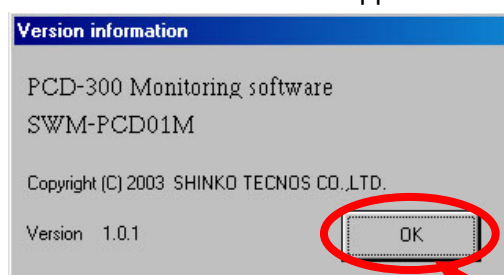 Version information
PCD-300 Monitoring software
SWM-PCD01M
Copyright (C) 2003 SHINKO TECNOS CO.,LTD.
Version 1.0.1
OK